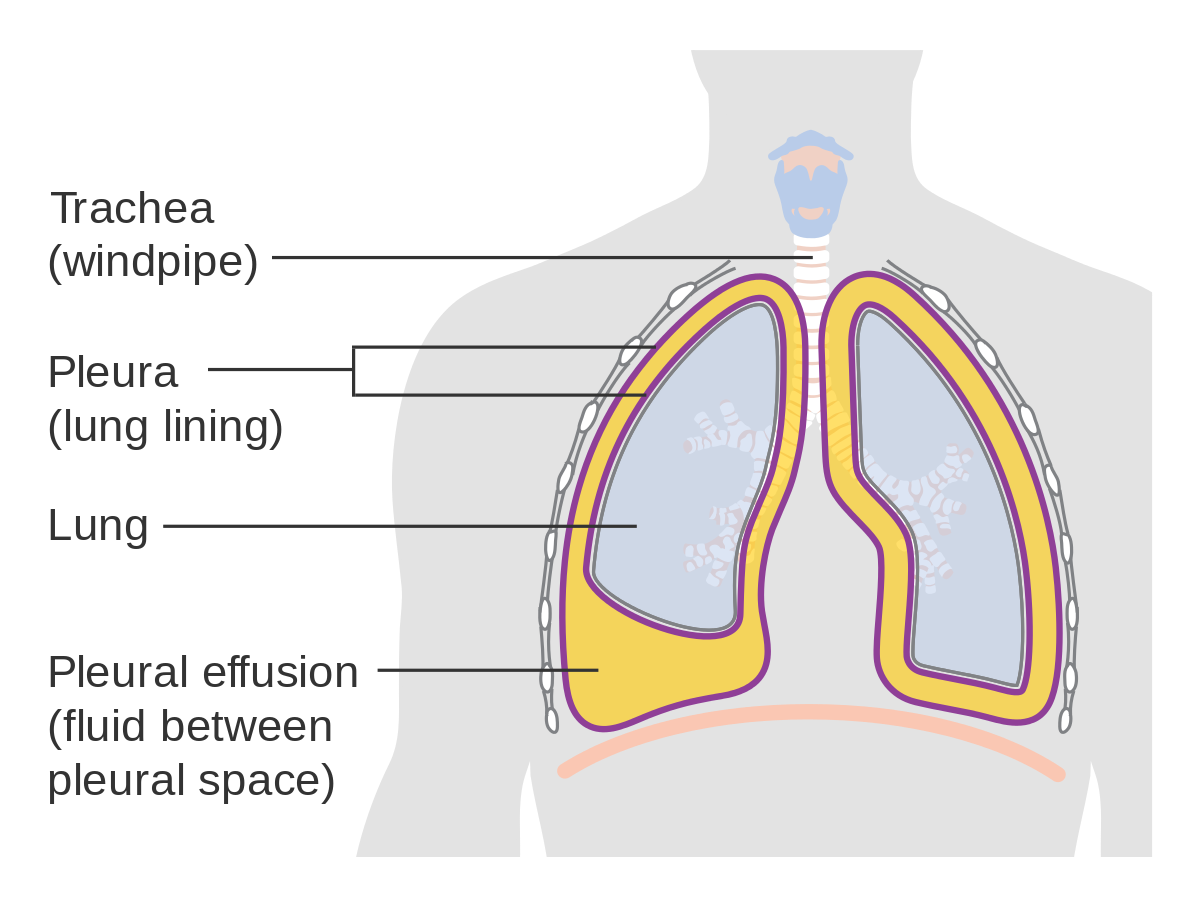 Trachea
(windpipe)
Pleura
(lung lining)
Lung
Pleural effusion
(fluid between
pleural space)